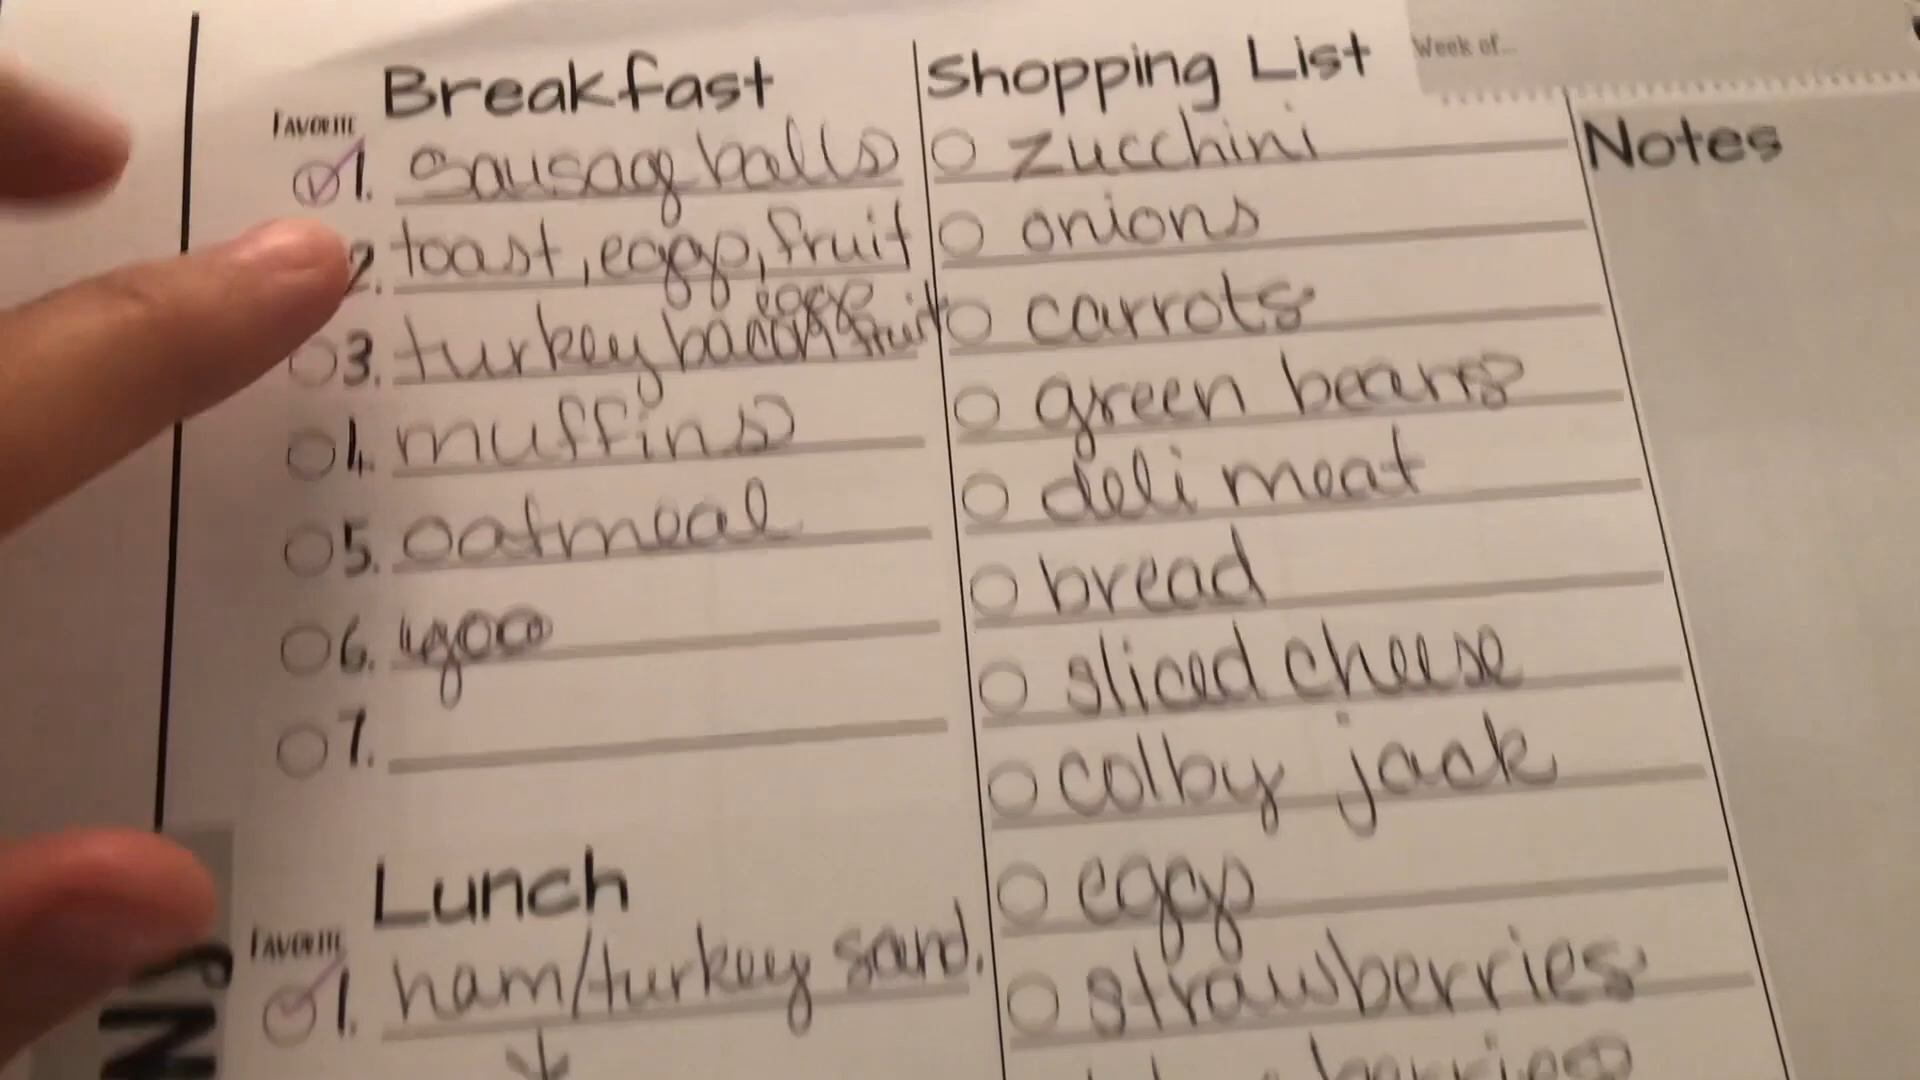 Breakfast
FAVORITE
1. Sausag balls
2. toast, eggs, fruit
3. turkey bacon eggs fruit
4. muffins
5. oatmeal
6.
7.
Lunch
FAVORITE
1. ham/turkey sand.
Shopping List
zucchini
onions
carrots
green beans
deli meat
bread
sliced cheese
colby jack
eggs
strawberries
Week of...
Notes